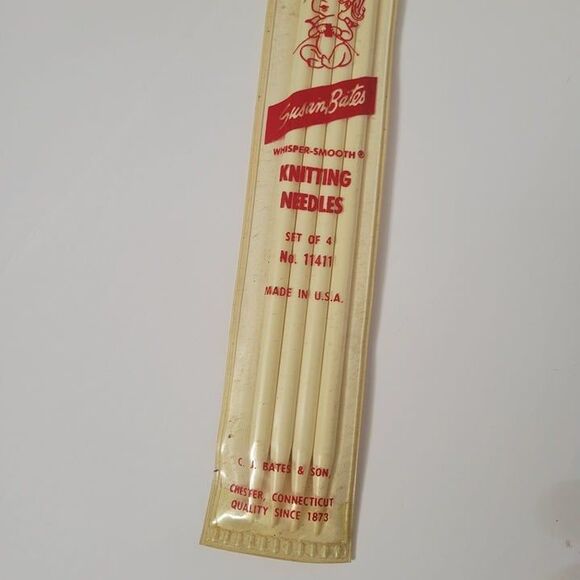 Susan Bates
WHISPER-SMOOTH®
KNITTING
NEEDLES
SET OF 4
No. 11411
MADE IN U.S.A.
C. J. BATES & SON,
CHESTER, CONNECTICUT
QUALITY SINCE 1873